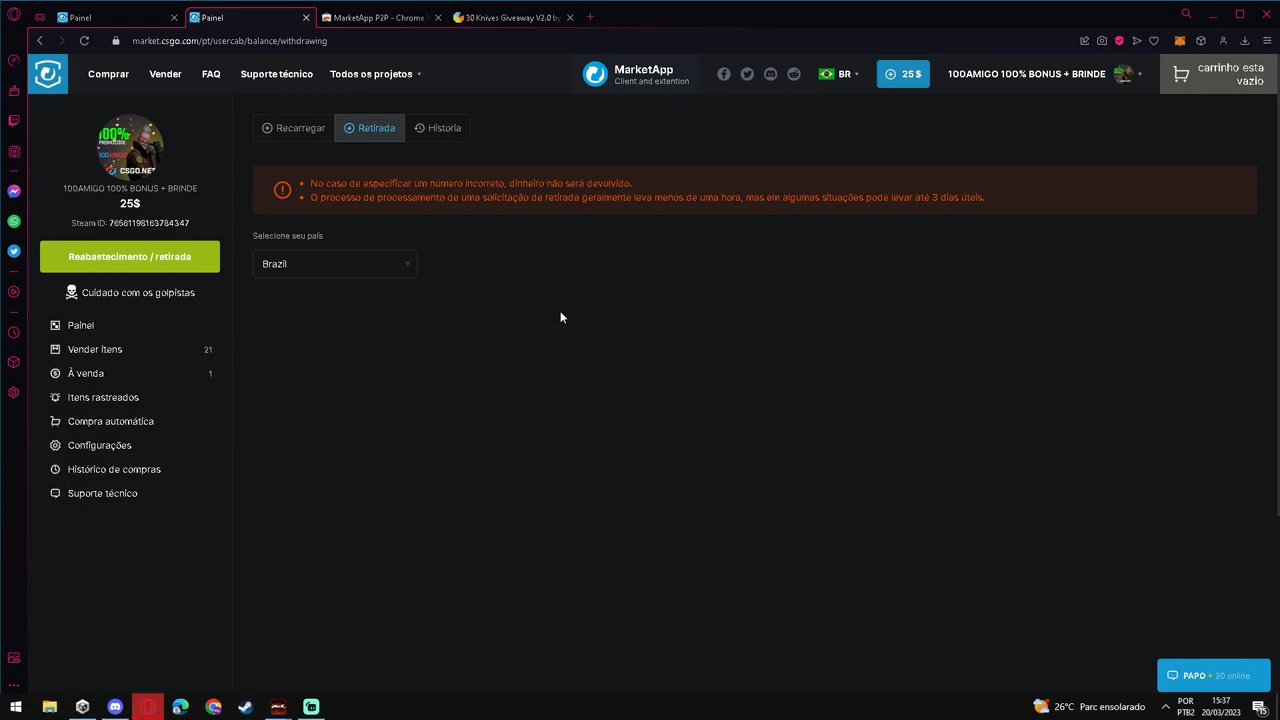 Painel
Painel
MarketApp P2P - Chrome
30 Knives Giveaway V2.0 by
market.csgo.com/pt/usercab/balance/withdrawing
Comprar
Vender
FAQ
Suporte técnico
Todos os projetos
MarketApp
Client and extention
BR
25$
100AMIGO 100% BONUS + BRINDE
carrinho esta
vazio
100%
PROMOCODE
CSGO.NET
100AMIGO 100% BONUS + BRINDE
25$
Steam ID: 76561198163784347
Reabastecimento / retirada
Cuidado com os golpistas
Painel
Vender itens 21
À venda 1
Itens rastreados
Compra automática
Configurações
Histórico de compras
Suporte técnico
Recarregar
Retirada
Historia
No caso de especificar um número incorreto, dinheiro não será devolvido.
O processo de processamento de uma solicitação de retirada geralmente leva menos de uma hora, mas em algumas situações pode levar até 3 dias úteis.
Selecione seu país
Brazil
PAPO • 20 online
26°C Parc ensolarado
POR
PTB2
15:37
20/03/2023
15